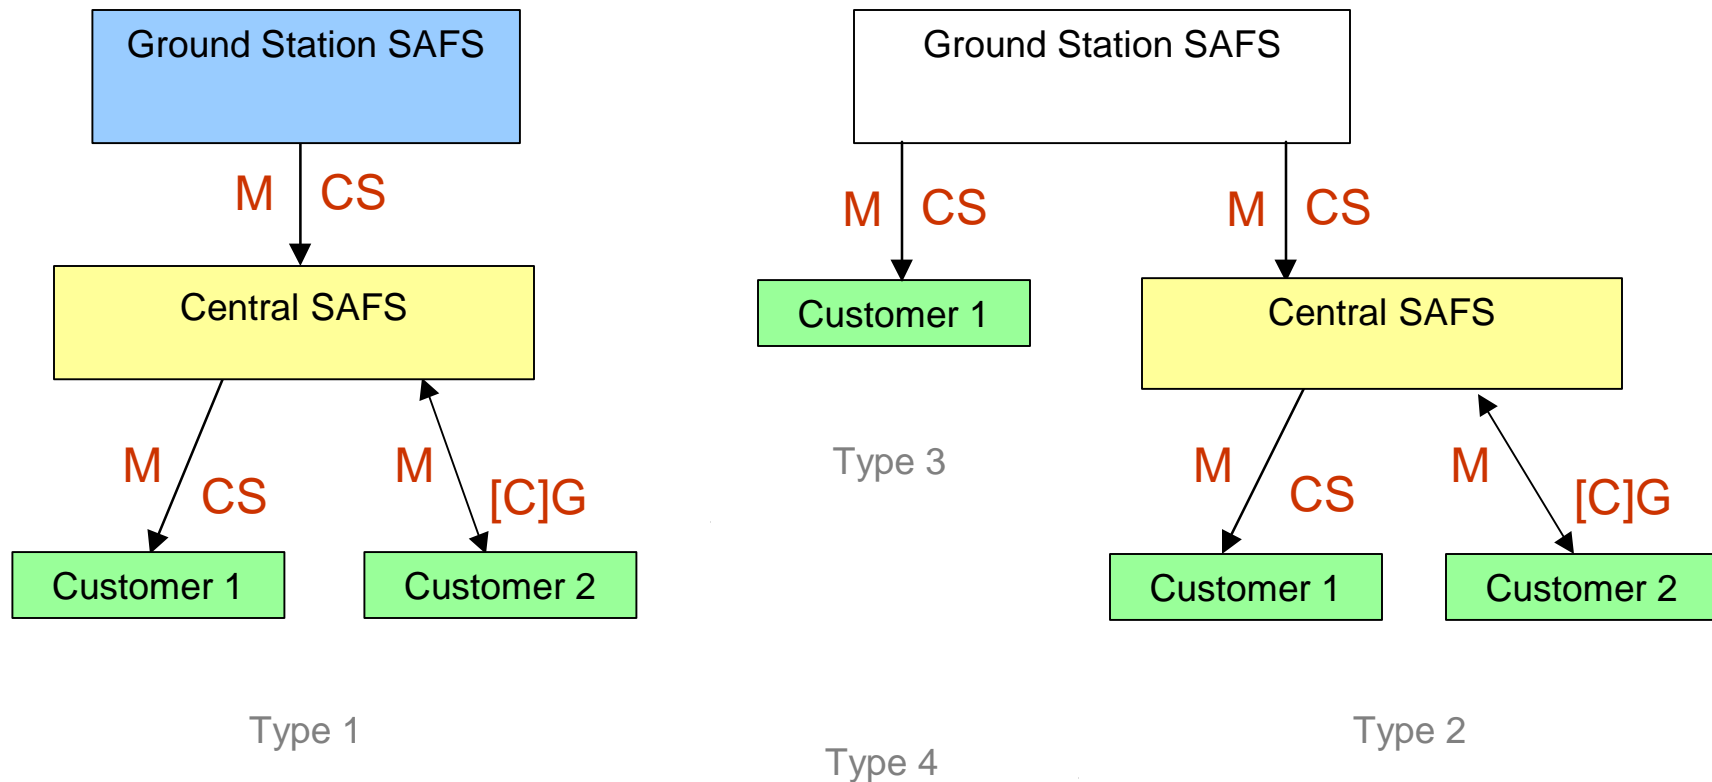 Ground Station SAFS
M CS
Central SAFS
M CS
M [C]G
Customer 1
Customer 2
Type 1
Ground Station SAFS
M CS
M CS
Customer 1
Central SAFS
Type 3
M CS
M [C]G
Customer 1
Customer 2
Type 2
Type 4